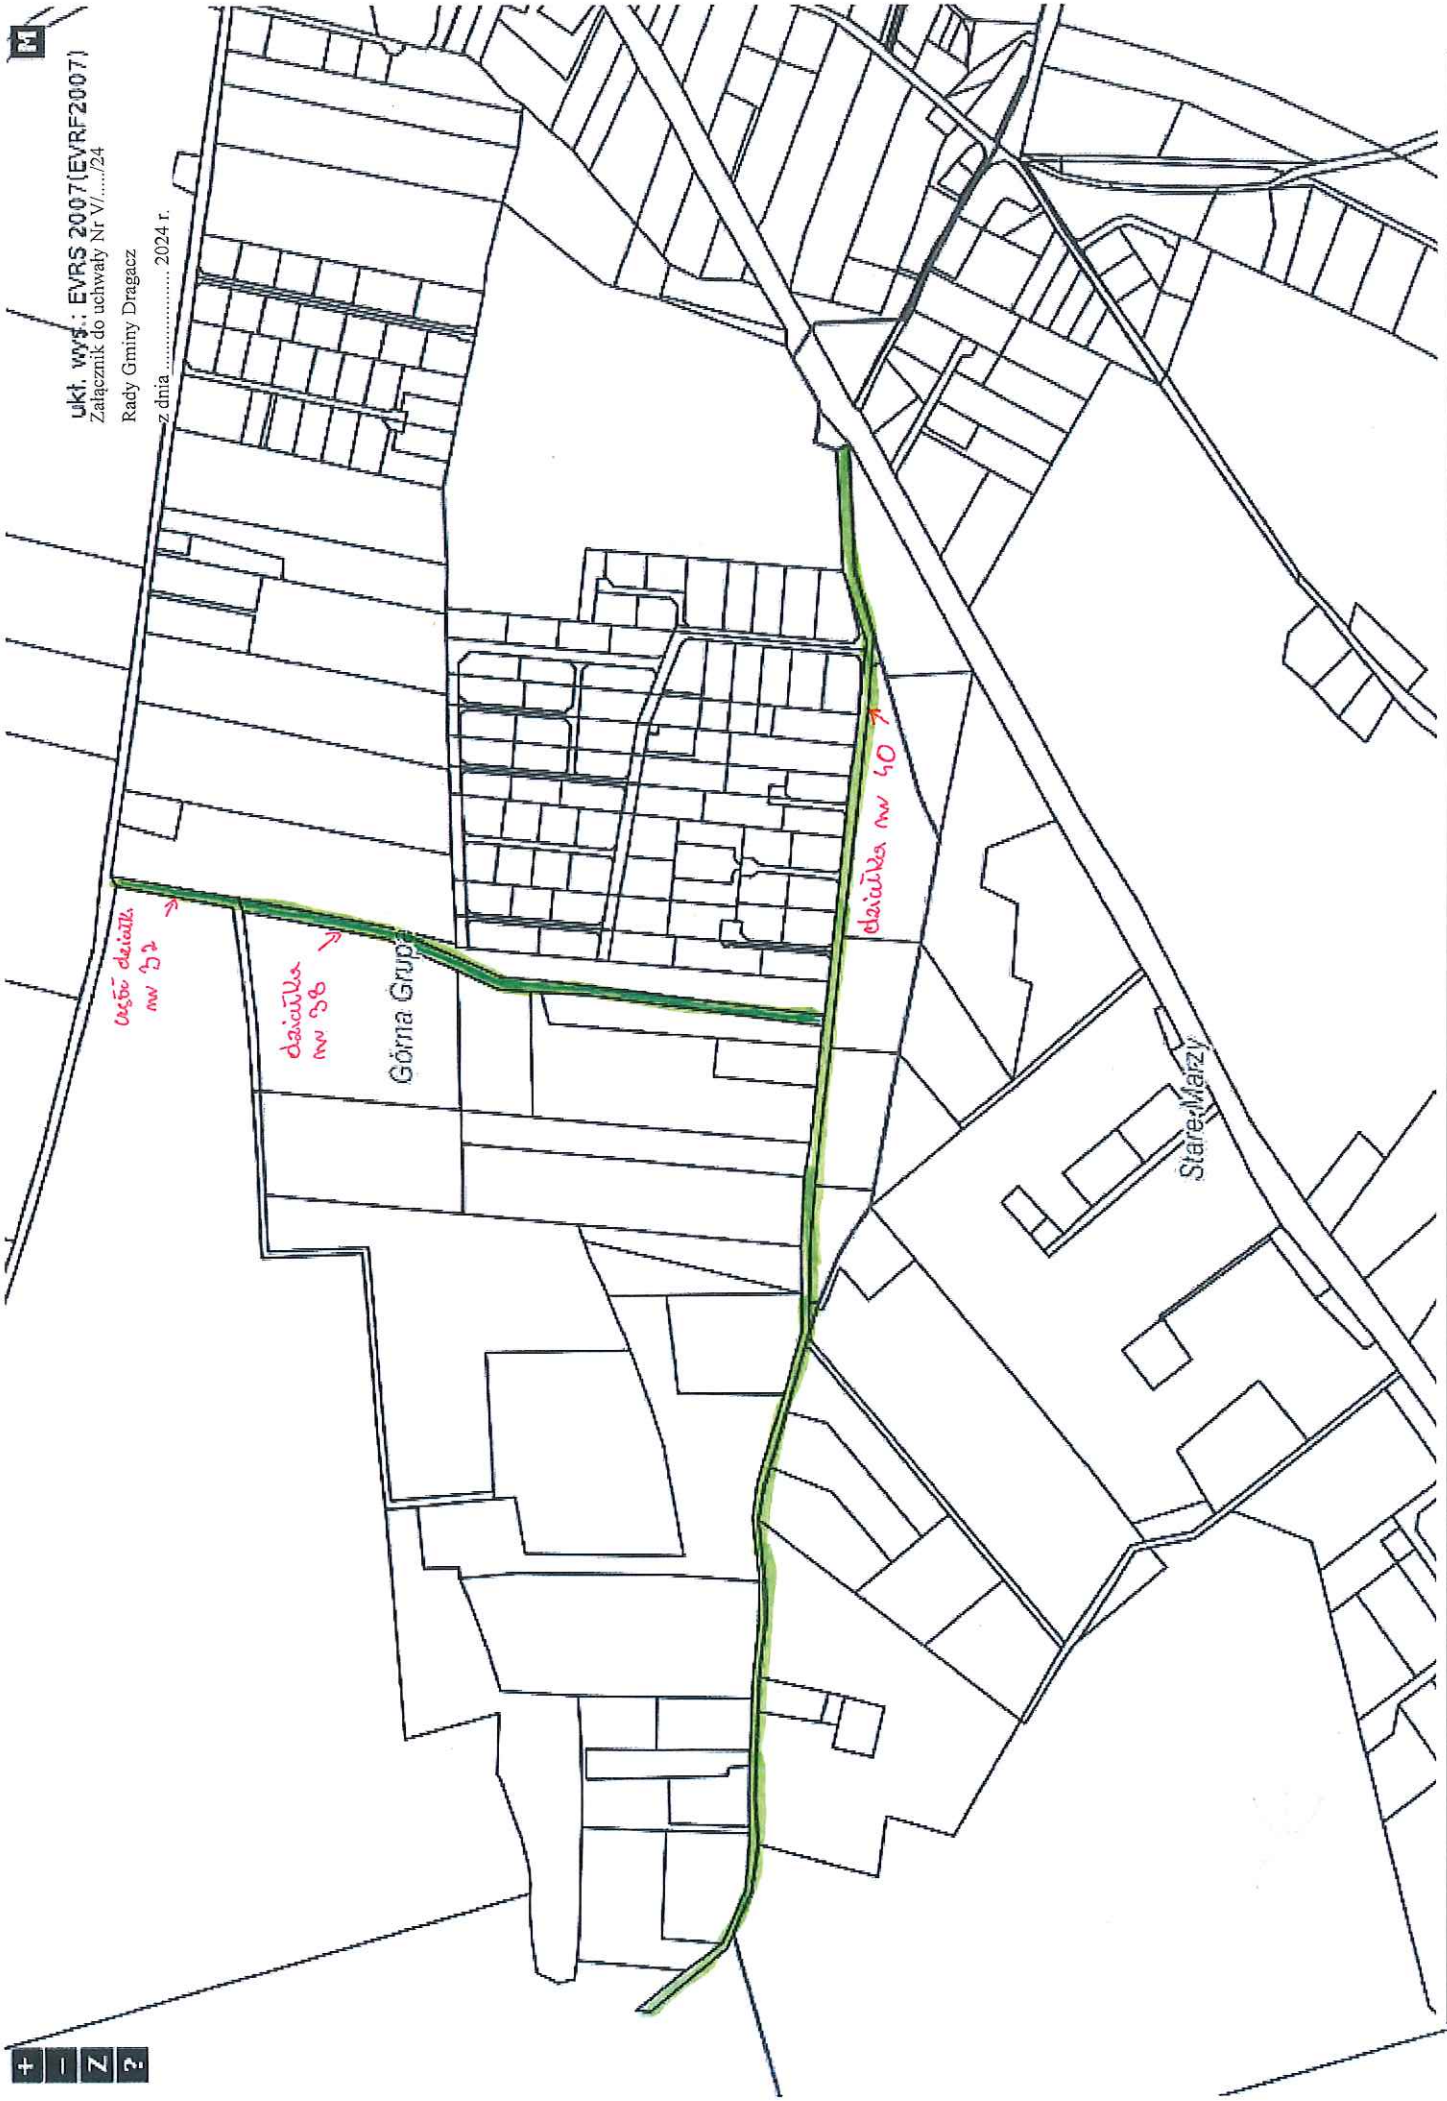 M
ukł. wys.: EVRS 2007(EVRF2007)
Załącznik do uchwały Nr V/...../24
Rady Gminy Dragacz
z dnia ........................ 2024 r.
część działki
nr 32
działka
nr 38
Górna Grupa
działka nr 40
Stare Marzy
+
–
Z
?